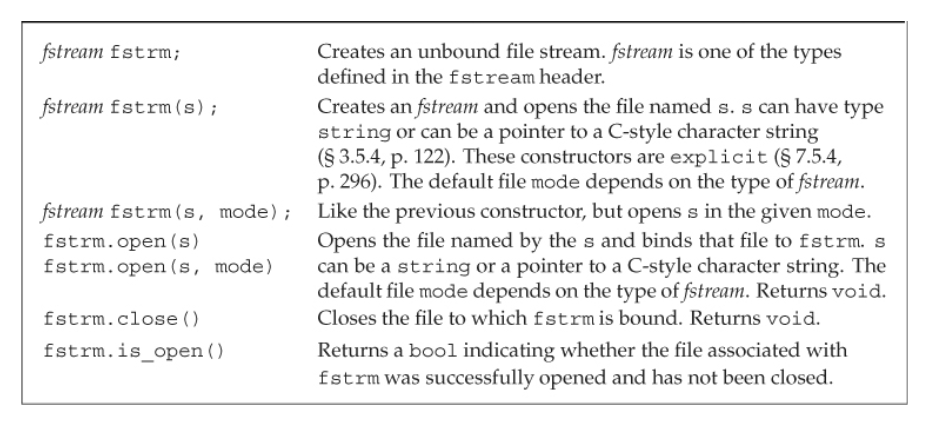 fstream fstrm; Creates an unbound file stream. fstream is one of the types
defined in the fstream header.
fstream fstrm(s); Creates an fstream and opens the file named s. s can have type
string or can be a pointer to a C-style character string
(§ 3.5.4, p. 122). These constructors are explicit (§ 7.5.4,
p. 296). The default file mode depends on the type of fstream.
fstream fstrm(s, mode); Like the previous constructor, but opens s in the given mode.
fstrm.open(s) Opens the file named by the s and binds that file to fstrm. s
fstrm.open(s, mode) can be a string or a pointer to a C-style character string. The
default file mode depends on the type of fstream. Returns void.
fstrm.close() Closes the file to which fstrm is bound. Returns void.
fstrm.is_open() Returns a bool indicating whether the file associated with
fstrm was successfully opened and has not been closed.